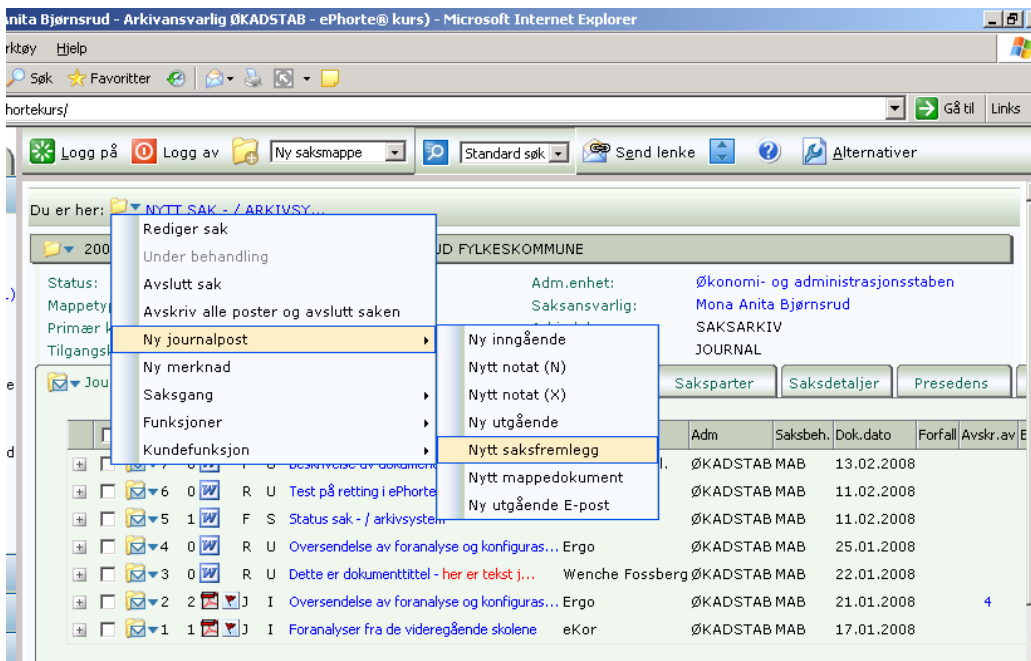 Anita Bjørnsrud - Arkivansvarlig ØKADSTAB - ePhorte® kurs) - Microsoft Internet Explorer
Hjelp
Søk Favoritter
hortekurs/ Gå til Links
Logg på Logg av Ny saksmappe Standard søk Send lenke Alternativer
Du er her: NYTT SAK - / ARKIVSY...
Rediger sak
Under behandling
Avslutt sak
Avskriv alle poster og avslutt saken
Ny journalpost
Ny merknad
Saksgang
Funksjoner
Kundefunksjon
Ny inngående
Nytt notat (N)
Nytt notat (X)
Ny utgående
Nytt saksfremlegg
Nytt mappedokument
Ny utgående E-post
200 UD FYLKESKOMMUNE
Status: Adm.enhet: Økonomi- og administrasjonsstaben
Mappety Saksansvarlig: Mona Anita Bjørnsrud
Primær k SAKSARKIV
Tilgangsk JOURNAL
Jou Saksparter Saksdetaljer Presedens
Adm Saksbeh. Dok.dato Forfall Avskr.av E
7 0 F U l. ØKADSTAB MAB 13.02.2008
6 0 R U Test på retting i ePhorte ØKADSTAB MAB 11.02.2008
5 1 F S Status sak - / arkivsystem ØKADSTAB MAB 11.02.2008
4 0 R U Oversendelse av foranalyse og konfiguras... Ergo ØKADSTAB MAB 25.01.2008
3 0 R U Dette er dokumenttittel - her er tekst j... Wenche Fossberg ØKADSTAB MAB 22.01.2008
2 2 J I Oversendelse av foranalyse og konfiguras... Ergo ØKADSTAB MAB 21.01.2008 4
1 1 J I Foranalyser fra de videregående skolene eKor ØKADSTAB MAB 17.01.2008